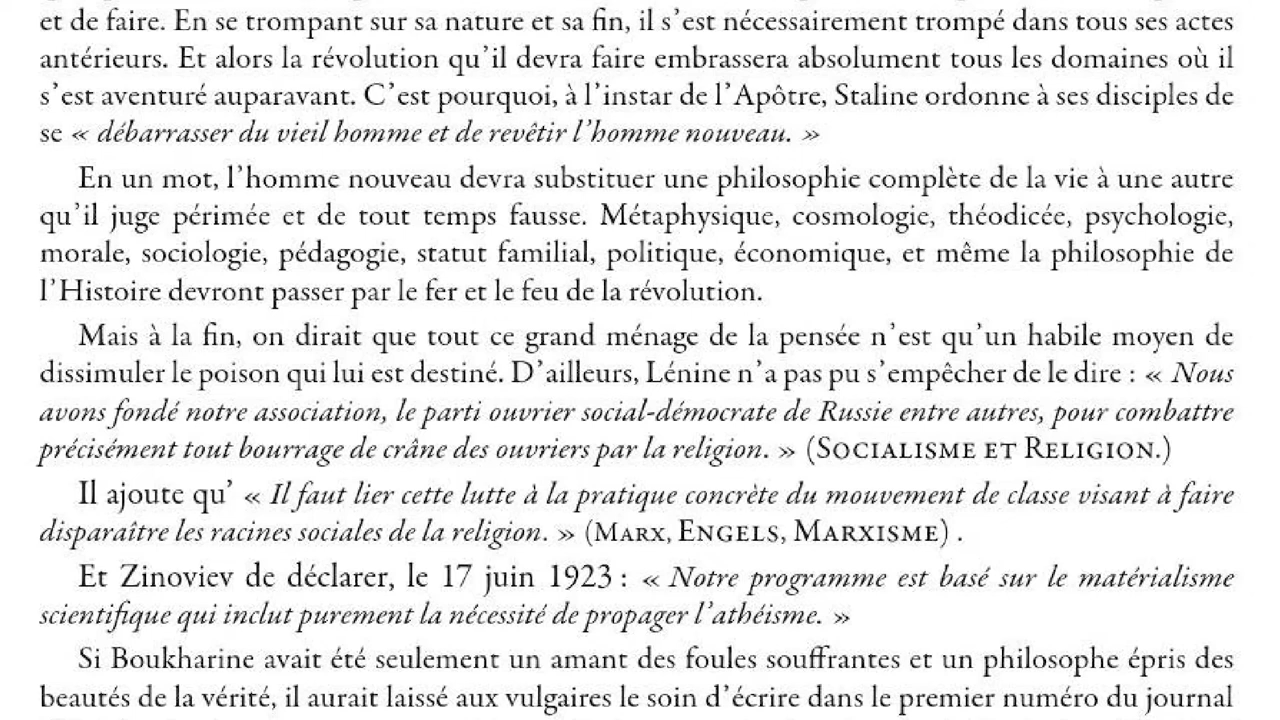 et de faire. En se trompant sur sa nature et sa fin, il s'est nécessairement trompé dans tous ses actes
antérieurs. Et alors la révolution qu'il devra faire embrassera absolument tous les domaines où il
s'est aventuré auparavant. C'est pourquoi, à l'instar de l'Apôtre, Staline ordonne à ses disciples de
se « débarrasser du vieil homme et de revêtir l'homme nouveau. »
En un mot, l'homme nouveau devra substituer une philosophie complète de la vie à une autre
qu'il juge périmée et de tout temps fausse. Métaphysique, cosmologie, théodicée, psychologie,
morale, sociologie, pédagogie, statut familial, politique, économique, et même la philosophie de
l'Histoire devront passer par le fer et le feu de la révolution.
Mais à la fin, on dirait que tout ce grand ménage de la pensée n'est qu'un habile moyen de
dissimuler le poison qui lui est destiné. D'ailleurs, Lénine n'a pas pu s'empêcher de le dire : « Nous
avons fondé notre association, le parti ouvrier social-démocrate de Russie entre autres, pour combattre
précisément tout bourrage de crâne des ouvriers par la religion. » (SOCIALISME ET RELIGION.)
Il ajoute qu' « Il faut lier cette lutte à la pratique concrète du mouvement de classe visant à faire
disparaître les racines sociales de la religion. » (MARX, ENGELS, MARXISME) .
Et Zinoviev de déclarer, le 17 juin 1923 : « Notre programme est basé sur le matérialisme
scientifique qui inclut purement la nécessité de propager l'athéisme. »
Si Boukharine avait été seulement un amant des foules souffrantes et un philosophe épris des
beautés de la vérité, il aurait laissé aux vulgaires le soin d'écrire dans le premier numéro du journal